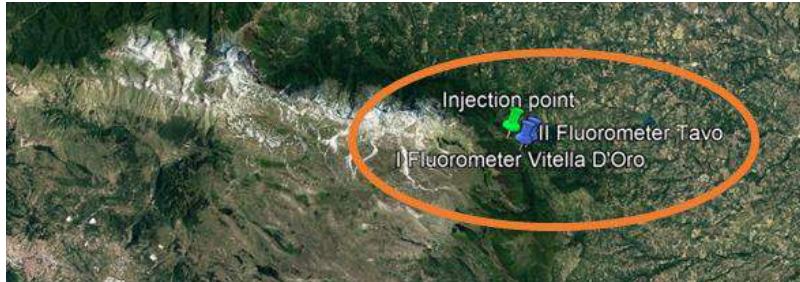 Injection point
II Fluorometer Tavo
I Fluorometer Vitella D'Oro